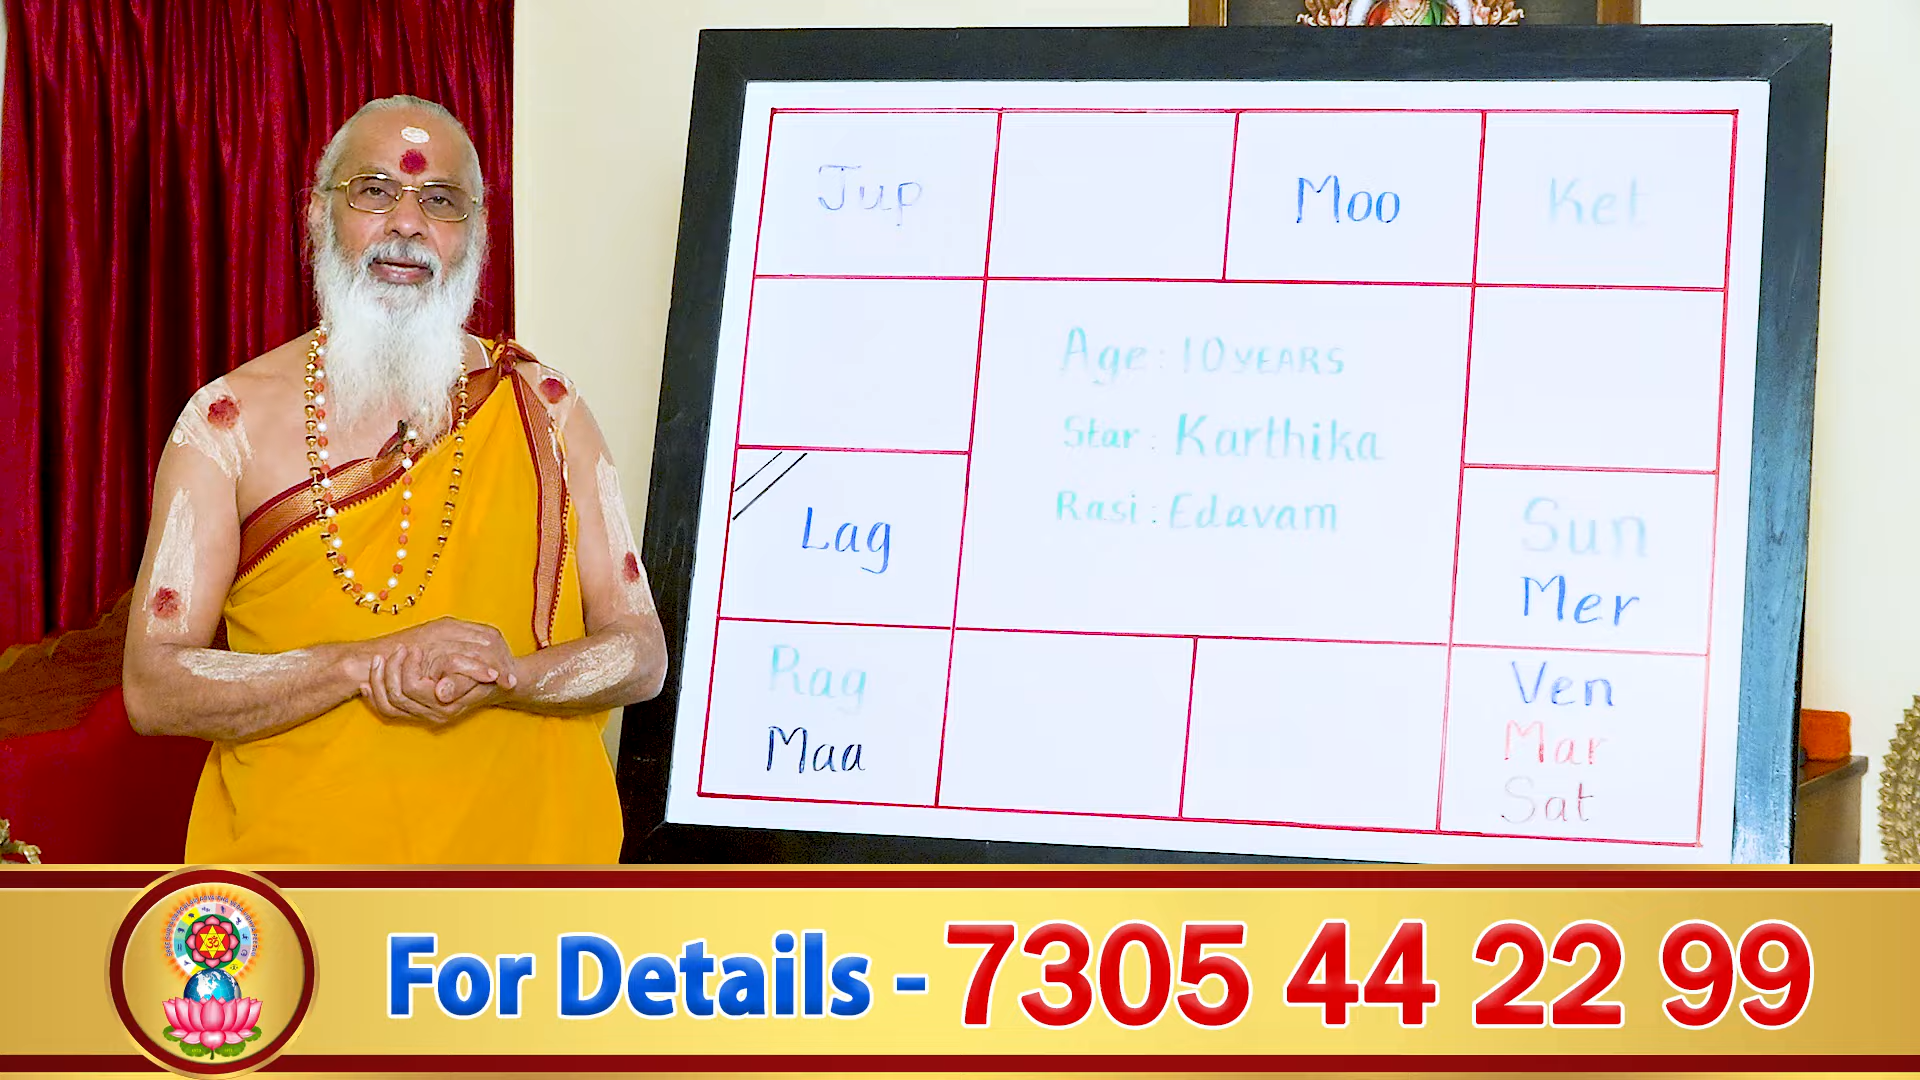 Jup
Moo
Ket
Age : 10 YEARS
Star : Karthika
Rasi : Edavam
Lag
Sun
Mer
Rag
Maa
Ven
Mar
Sat
For Details - 7305 44 22 99